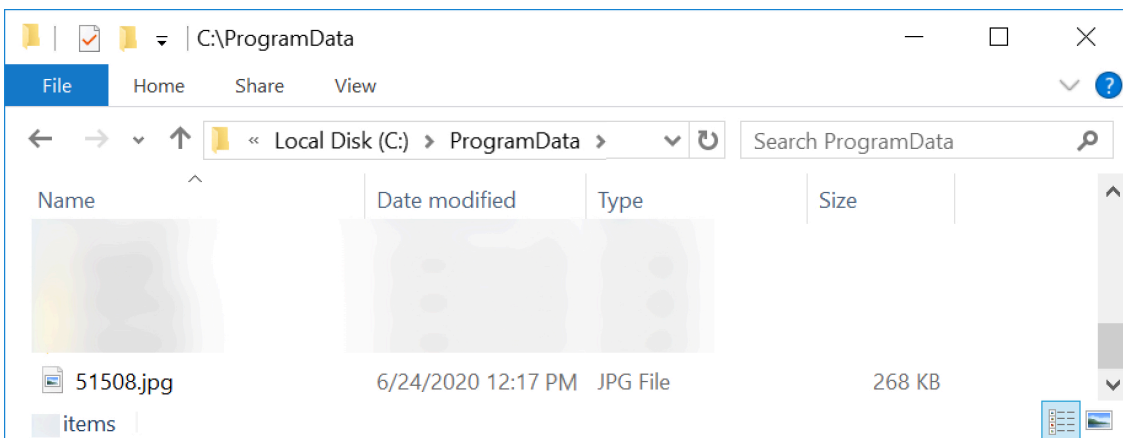 C:\ProgramData
File Home Share View
« Local Disk (C:) > ProgramData > Search ProgramData
Name Date modified Type Size
51508.jpg 6/24/2020 12:17 PM JPG File 268 KB
items